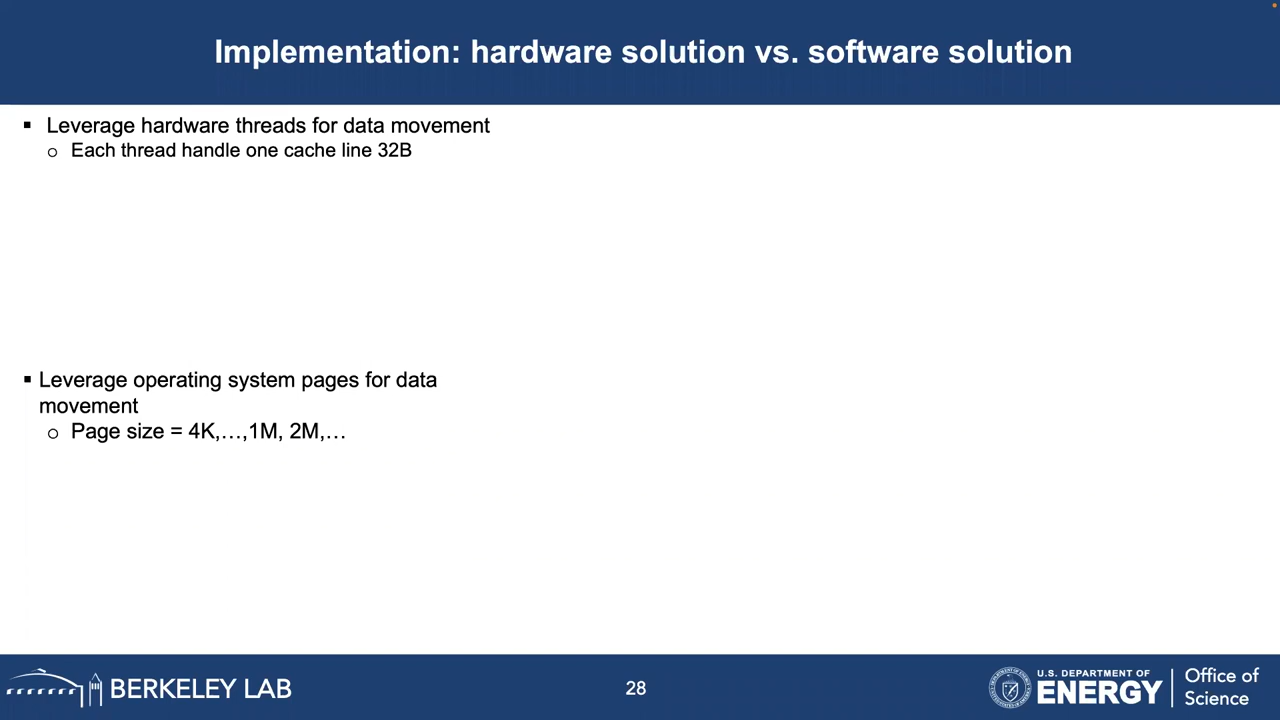 Implementation: hardware solution vs. software solution
▪ Leverage hardware threads for data movement
o Each thread handle one cache line 32B
▪ Leverage operating system pages for data
movement
o Page size = 4K,…,1M, 2M,…
BERKELEY LAB
28
U.S. DEPARTMENT OF
ENERGY
Office of
Science